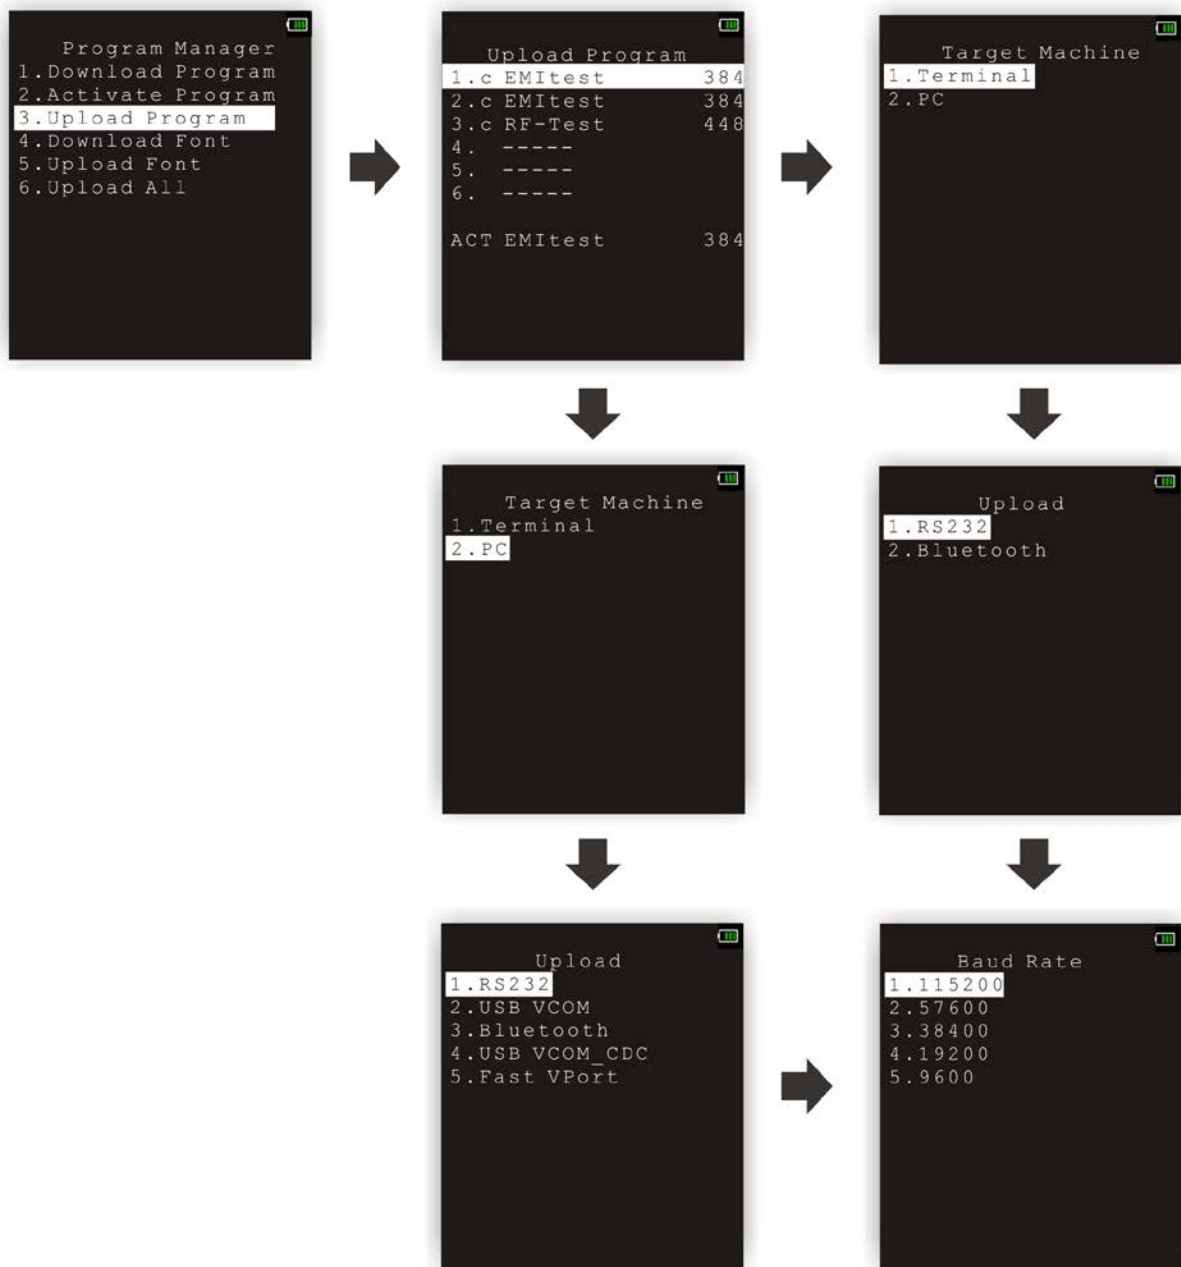 Program Manager
1.Download Program
2.Activate Program
3.Upload Program
4.Download Font
5.Upload Font
6.Upload All
Upload Program
1.c EMItest 384
2.c EMItest 384
3.c RF-Test 448
4. -----
5. -----
6. -----
ACT EMItest 384
Target Machine
1.Terminal
2.PC
Target Machine
1.Terminal
2.PC
Upload
1.RS232
2.Bluetooth
Upload
1.RS232
2.USB VCOM
3.Bluetooth
4.USB VCOM_CDC
5.Fast VPort
Baud Rate
1.115200
2.57600
3.38400
4.19200
5.9600